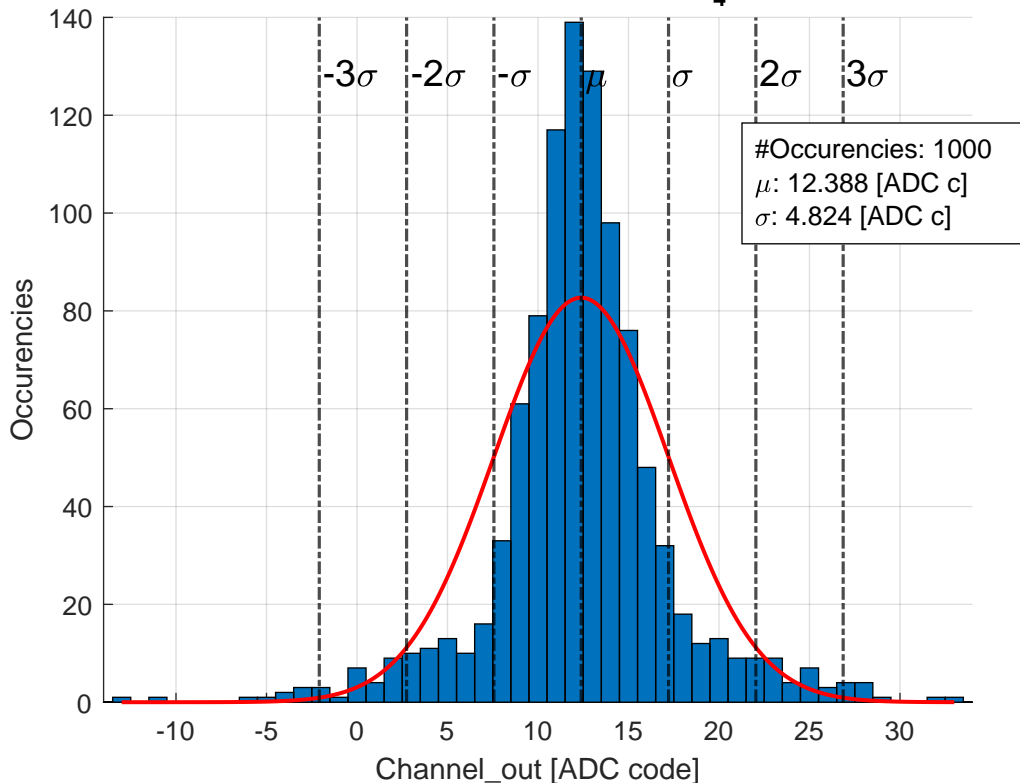 4
140
120
100
80
60
40
20
0
-3σ -2σ -σ μ σ 2σ 3σ
#Occurencies: 1000
μ: 12.388 [ADC c]
σ: 4.824 [ADC c]
Occurencies
-10 -5 0 5 10 15 20 25 30
Channel_out [ADC code]